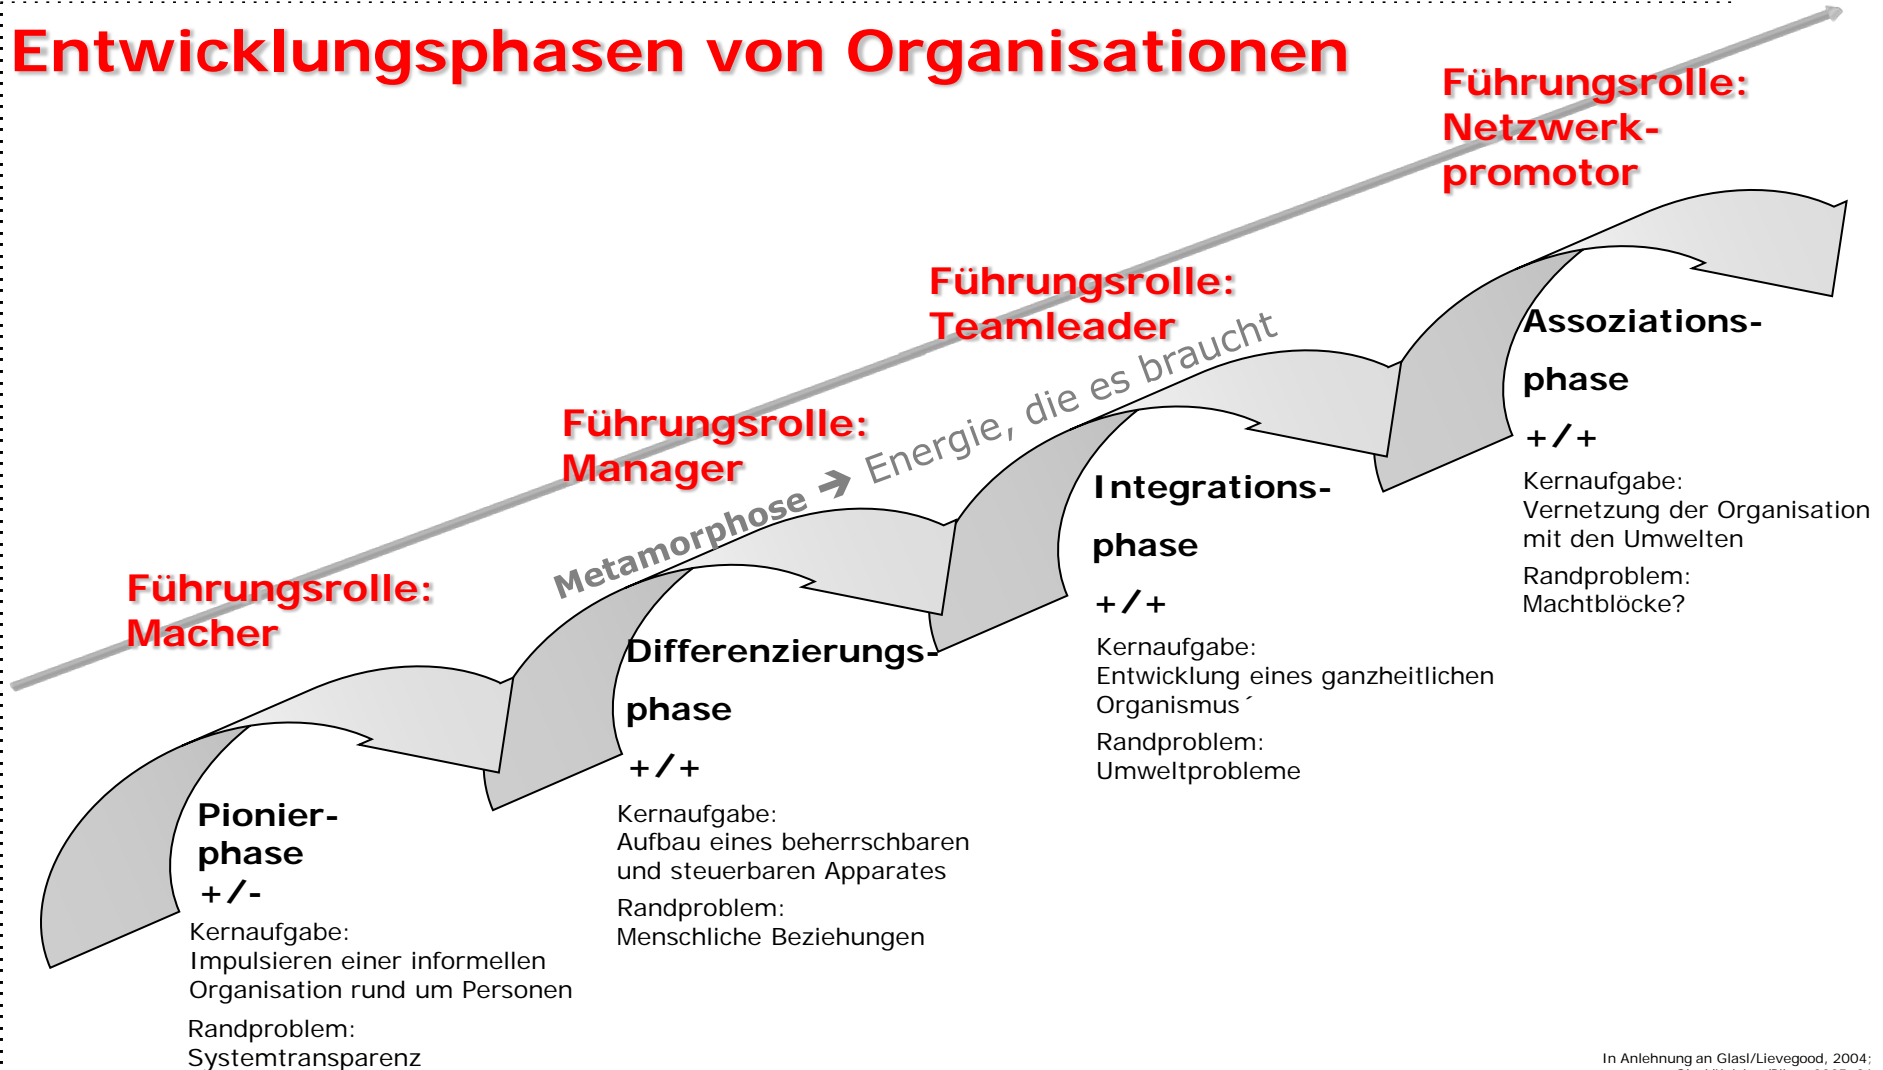 Entwicklungsphasen von Organisationen
Führungsrolle:
Netzwerk-
promotor
Führungsrolle:
Teamleader
Führungsrolle:
Manager
Führungsrolle:
Macher
Metamorphose ➔ Energie, die es braucht
Pionier-
phase
+/-
Kernaufgabe:
Impulsieren einer informellen
Organisation rund um Personen
Randproblem:
Systemtransparenz
Differenzierungs-
phase
+/+
Kernaufgabe:
Aufbau eines beherrschbaren
und steuerbaren Apparates
Randproblem:
Menschliche Beziehungen
Integrations-
phase
+/+
Kernaufgabe:
Entwicklung eines ganzheitlichen
Organismus´
Randproblem:
Umweltprobleme
Assoziations-
phase
+/+
Kernaufgabe:
Vernetzung der Organisation
mit den Umwelten
Randproblem:
Machtblöcke?
In Anlehnung an Glasl/Lievegood, 2004;